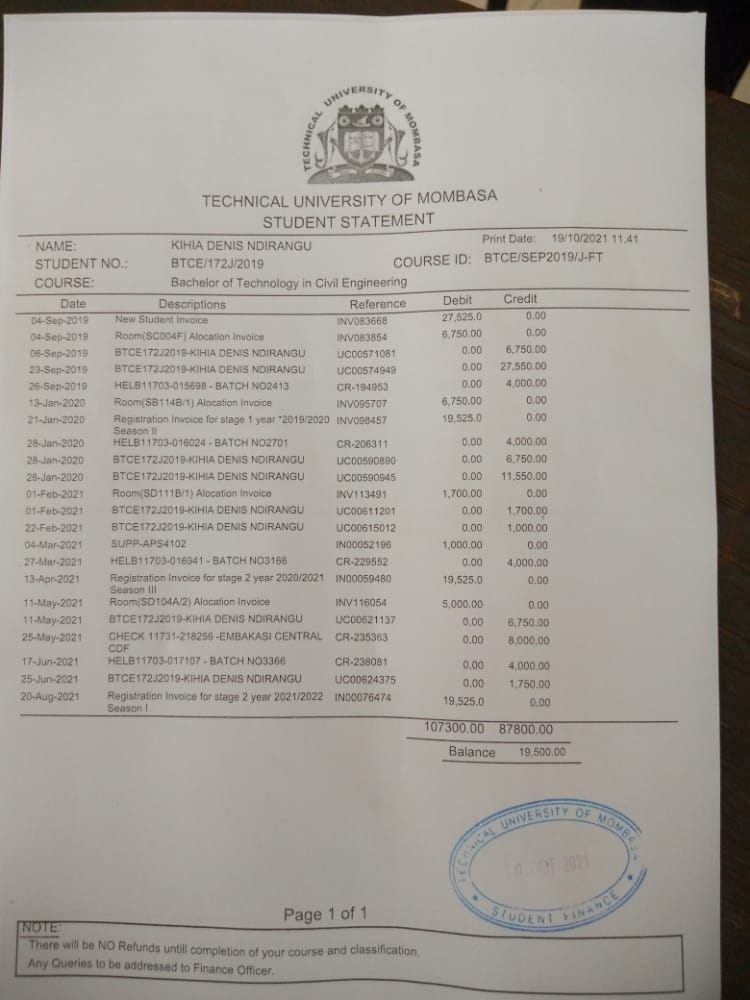 TECHNICAL UNIVERSITY OF MOMBASA
TECHNICAL UNIVERSITY OF MOMBASA
STUDENT STATEMENT
Print Date: 19/10/2021 11.41
NAME: KIHIA DENIS NDIRANGU
STUDENT NO.: BTCE/172J/2019 COURSE ID: BTCE/SEP2019/J-FT
COURSE: Bachelor of Technology in Civil Engineering
Date Descriptions Reference Debit Credit
04-Sep-2019 New Student Invoice INV083668 27,525.0 0.00
04-Sep-2019 Room(SC004F) Alocation Invoice INV083854 6,750.00 0.00
06-Sep-2019 BTCE172J2019-KIHIA DENIS NDIRANGU UC00571081 0.00 6,750.00
23-Sep-2019 BTCE172J2019-KIHIA DENIS NDIRANGU UC00574949 0.00 27,550.00
26-Sep-2019 HELB11703-015698 - BATCH NO2413 CR-194953 0.00 4,000.00
13-Jan-2020 Room(SB114B/1) Alocation Invoice INV095707 6,750.00 0.00
21-Jan-2020 Registration Invoice for stage 1 year *2019/2020 INV098457 19,525.0 0.00
Season II
28-Jan-2020 HELB11703-016024 - BATCH NO2701 CR-206311 0.00 4,000.00
28-Jan-2020 BTCE172J2019-KIHIA DENIS NDIRANGU UC00590890 0.00 6,750.00
28-Jan-2020 BTCE172J2019-KIHIA DENIS NDIRANGU UC00590945 0.00 11,550.00
01-Feb-2021 Room(SD111B/1) Alocation Invoice INV113491 1,700.00 0.00
01-Feb-2021 BTCE172J2019-KIHIA DENIS NDIRANGU UC00611201 0.00 1,700.00
22-Feb-2021 BTCE172J2019-KIHIA DENIS NDIRANGU UC00615012 0.00 1,000.00
04-Mar-2021 SUPP-APS4102 IN00052196 1,000.00 0.00
27-Mar-2021 HELB11703-016941 - BATCH NO3166 CR-229552 0.00 4,000.00
13-Apr-2021 Registration Invoice for stage 2 year 2020/2021 IN00059480 19,525.0 0.00
Season III
11-May-2021 Room(SD104A/2) Alocation Invoice INV116054 5,000.00 0.00
11-May-2021 BTCE172J2019-KIHIA DENIS NDIRANGU UC00621137 0.00 6,750.00
25-May-2021 CHECK 11731-218256 -EMBAKASI CENTRAL CR-235363 0.00 8,000.00
CDF
17-Jun-2021 HELB11703-017107 - BATCH NO3366 CR-238081 0.00 4,000.00
25-Jun-2021 BTCE172J2019-KIHIA DENIS NDIRANGU UC00624375 0.00 1,750.00
20-Aug-2021 Registration Invoice for stage 2 year 2021/2022 IN00076474 19,525.0 0.00
Season I
107300.00 87800.00
Balance 19,500.00
TECHNICAL UNIVERSITY OF MOMBASA
2021
STUDENT FINANCE
Page 1 of 1
NOTE:
There will be NO Refunds untill completion of your course and classification.
Any Queries to be addressed to Finance Officer.